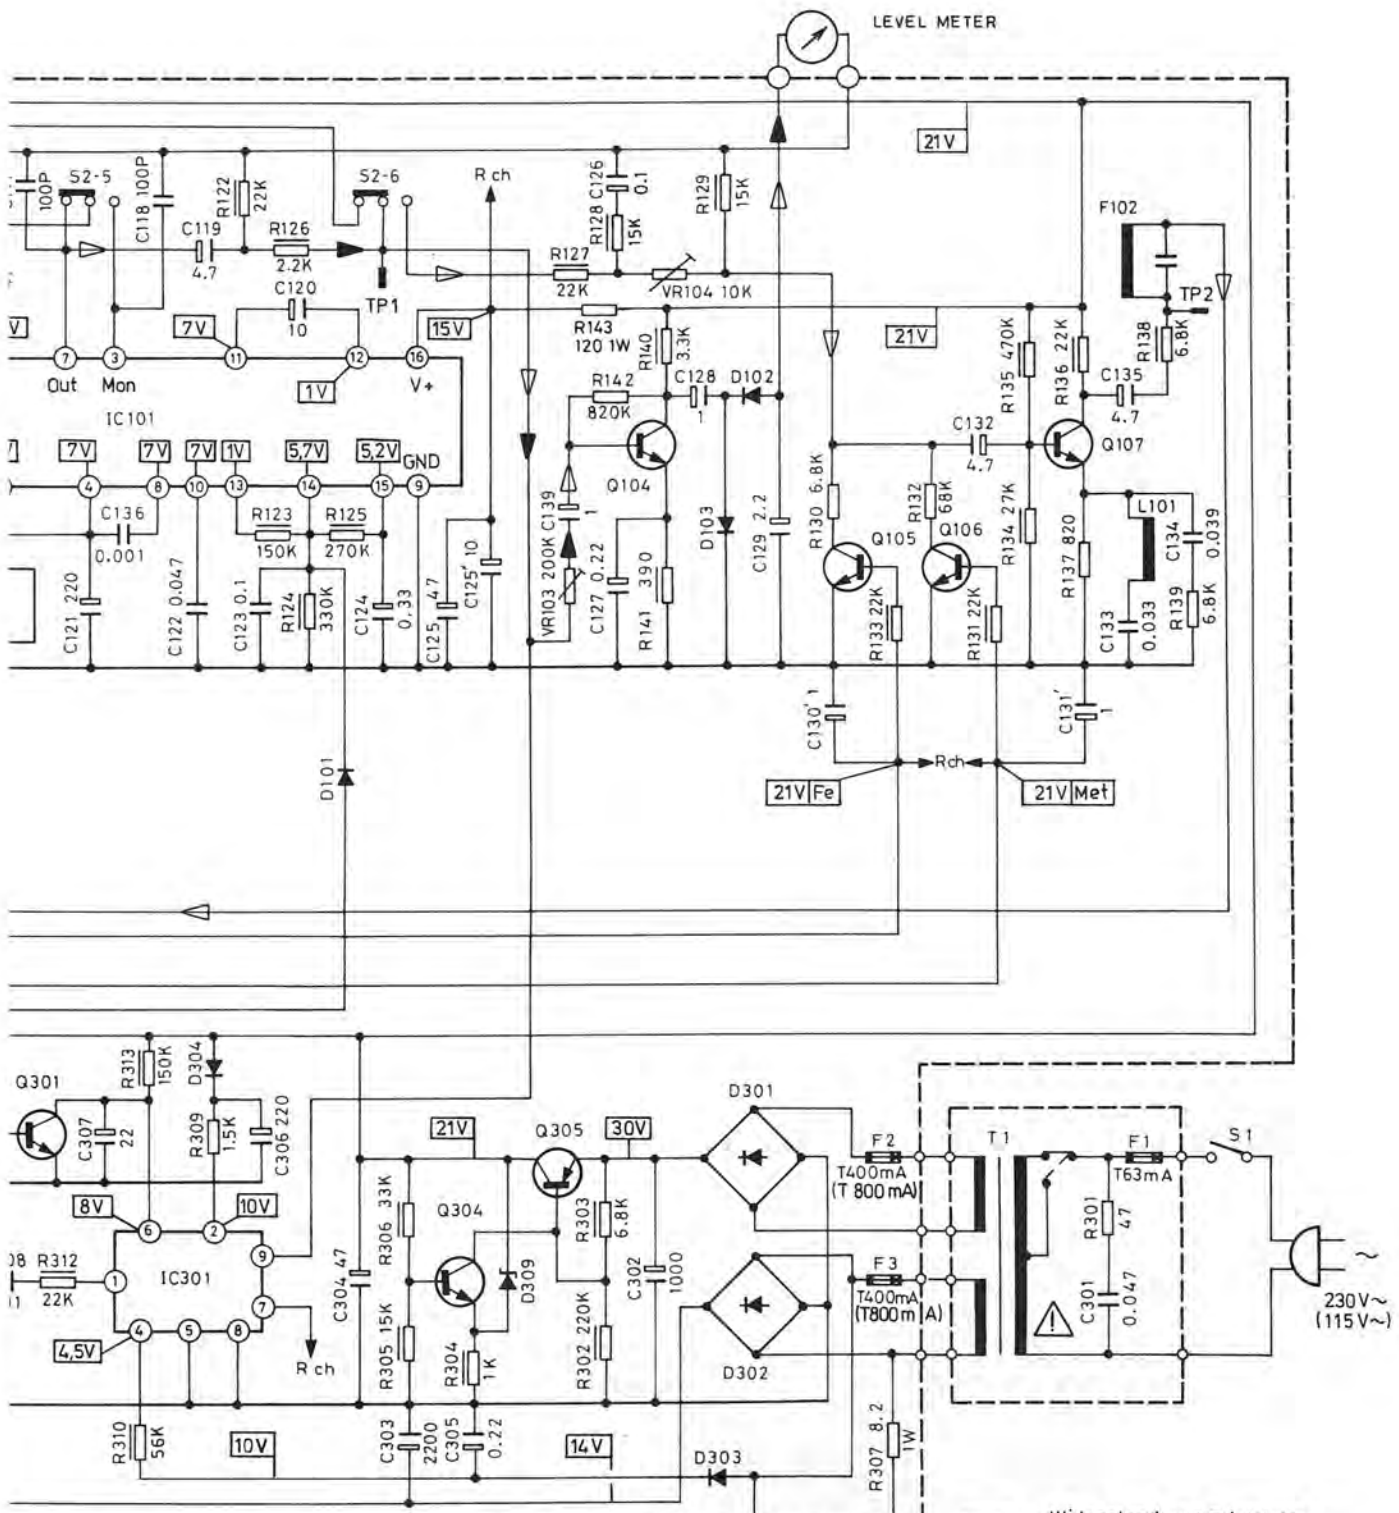 LEVEL METER
21V
100P
S2-5
C118 100P
R122
22K
S2-6
R ch
C126
0.1
R128
15K
R129
15K
F102
C119
4.7
R126
2.2K
R127
22K
VR104 10K
C120
10
TP1
TP2
V
7V
15V
R143
120 1W
R140
3.3K
21V
R135 470K
R136 22K
R138
6.8K
7
3
11
12
16
Out
Mon
1V
V+
R142
820K
C128
1
D102
C135
4.7
IC101
C132
4.7
Q107
7V
7V
7V
1V
5,7V
5,2V
GND
Q104
4
8
10
13
14
15
9
C136
0.001
R123
150K
R125
270K
C139
1
VR103 200K
C127 0.22
R141 390
D103
C129 2.2
R130 6.8K
R132
68K
Q105
Q106
R134 27K
R137 820
L101
C134
0.039
C121 220
C122 0.047
C123 0.1
R124
330K
C124
0,33
C125 47
C125' 10
R133 22K
R131 22K
C133
0.033
R139
6.8K
C130' 1
C131'
1
R ch
21V Fe
21V Met
D101
Q301
R313
150K
D304
C307
22
R309
1.5K
C306 220
21V
Q305
30V
D301
F2
T400mA
(T 800 mA)
T1
F1
T63mA
S1
8V
10V
6
2
R306 33K
Q304
R303
6.8K
R301
47
08
R312
22K
1
9
IC301
7
C304 47
D309
C302
1000
F3
T400mA
(T800m A)
C301
0.047
~
230V~
(115V~)
4,5V
4
5
8
R ch
R305 15K
R304
1K
R302 220K
D302
R310
56K
10V
C303
2200
C305
0.22
14V
D303
R307 8.2
1W